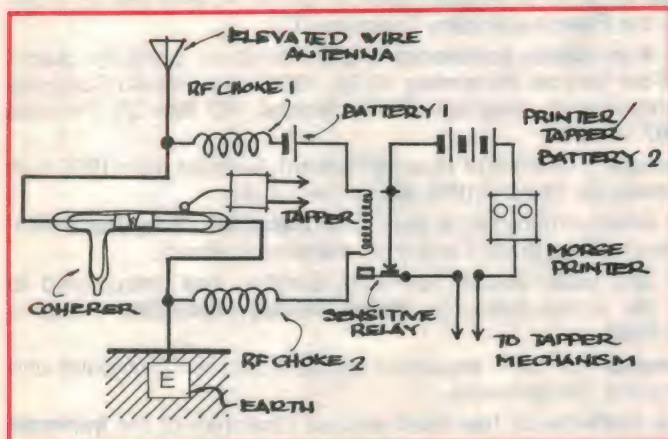 ELEVATED WIRE
ANTENNA
RF CHOKE 1
BATTERY 1
PRINTER/
TAPPER
BATTERY 2
TAPPER
MORSE
PRINTER
COHERER
SENSITIVE
RELAY
RF CHOKE 2
TO TAPPER
MECHANISM
E
EARTH